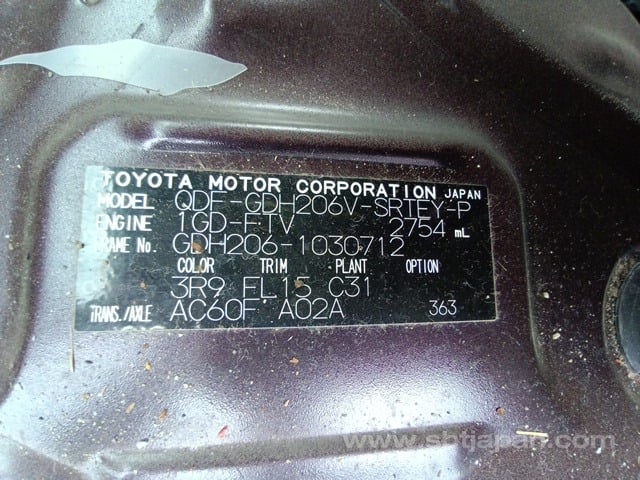 TOYOTA MOTOR CORPORATION JAPAN
MODEL QDF-GDH206V-SRTEY-P
ENGINE 1GD-FTV 2754 mL
FRAME No. GDH206-1030712
COLOR TRIM PLANT OPTION
3R9 FL15 C31
TRANS./AXLE AC60F A02A 363
www.sbtjapan.com